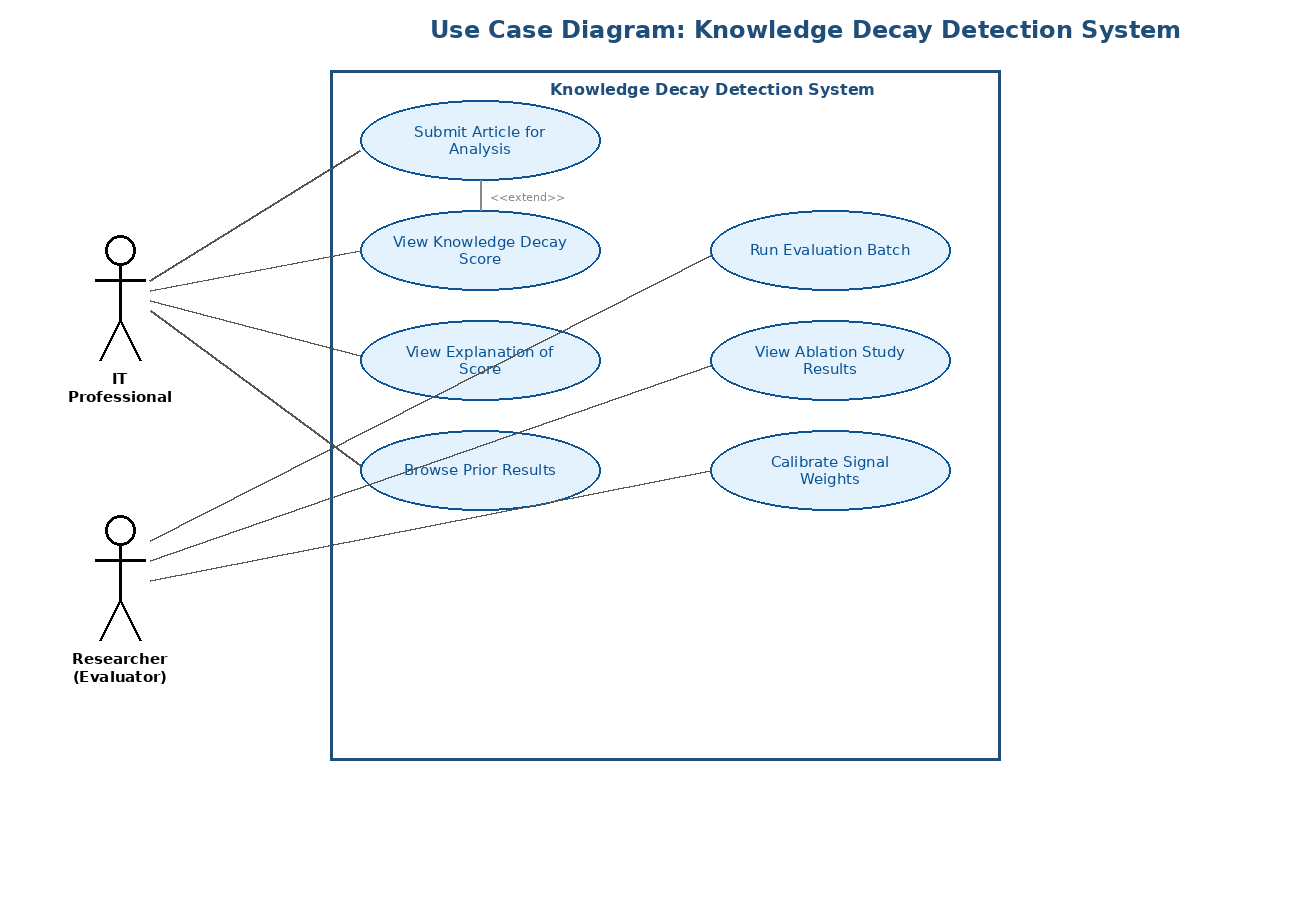 Use Case Diagram: Knowledge Decay Detection System
Knowledge Decay Detection System
Submit Article for
Analysis
<<extend>>
View Knowledge Decay
Score
Run Evaluation Batch
View Explanation of
Score
View Ablation Study
Results
IT
Professional
Browse Prior Results
Calibrate Signal
Weights
Researcher
(Evaluator)